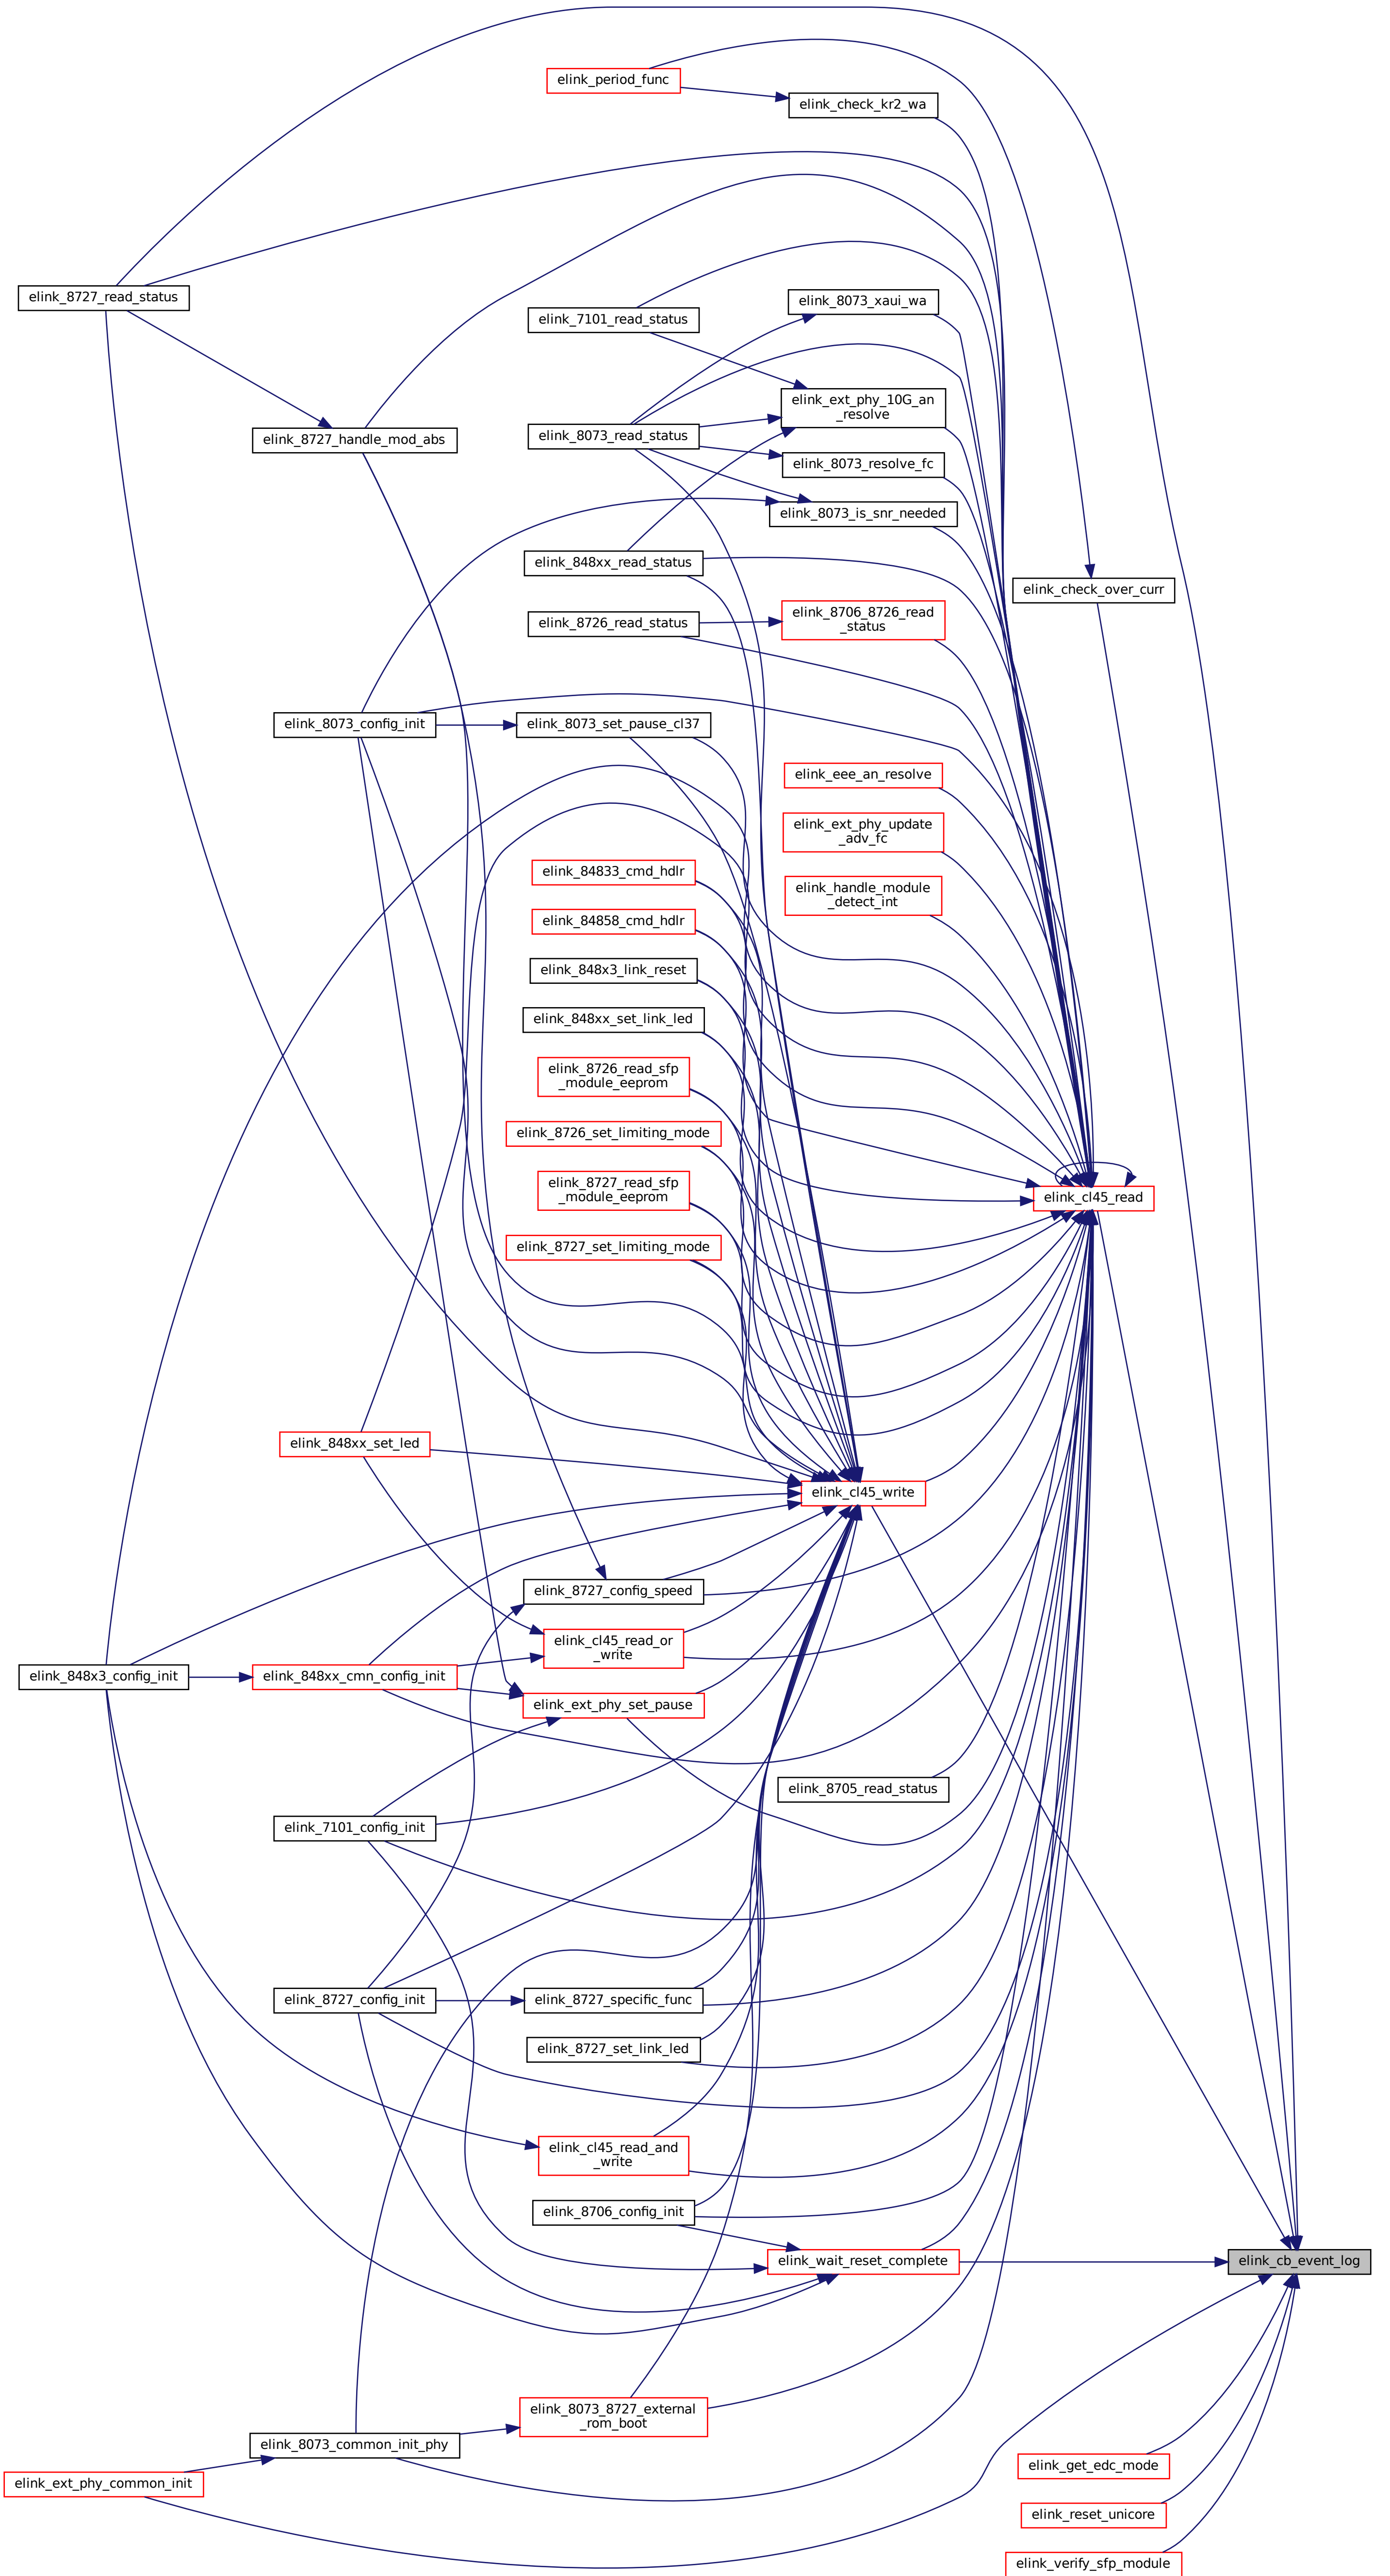 elink_period_func
elink_check_kr2_wa
elink_8727_read_status
elink_8073_xaui_wa
elink_7101_read_status
elink_ext_phy_10G_an
_resolve
elink_8727_handle_mod_abs
elink_8073_read_status
elink_8073_resolve_fc
elink_8073_is_snr_needed
elink_848xx_read_status
elink_check_over_curr
elink_8726_read_status
elink_8706_8726_read
_status
elink_8073_config_init
elink_8073_set_pause_cl37
elink_eee_an_resolve
elink_ext_phy_update
_adv_fc
elink_84833_cmd_hdlr
elink_handle_module
_detect_int
elink_84858_cmd_hdlr
elink_848x3_link_reset
elink_848xx_set_link_led
elink_8726_read_sfp
_module_eeprom
elink_8726_set_limiting_mode
elink_8727_read_sfp
_module_eeprom
elink_cl45_read
elink_8727_set_limiting_mode
elink_848xx_set_led
elink_cl45_write
elink_8727_config_speed
elink_cl45_read_or
_write
elink_848x3_config_init
elink_848xx_cmn_config_init
elink_ext_phy_set_pause
elink_8705_read_status
elink_7101_config_init
elink_8727_config_init
elink_8727_specific_func
elink_8727_set_link_led
elink_cl45_read_and
_write
elink_8706_config_init
elink_wait_reset_complete
elink_cb_event_log
elink_8073_8727_external
_rom_boot
elink_8073_common_init_phy
elink_get_edc_mode
elink_ext_phy_common_init
elink_reset_unicore
elink_verify_sfp_module